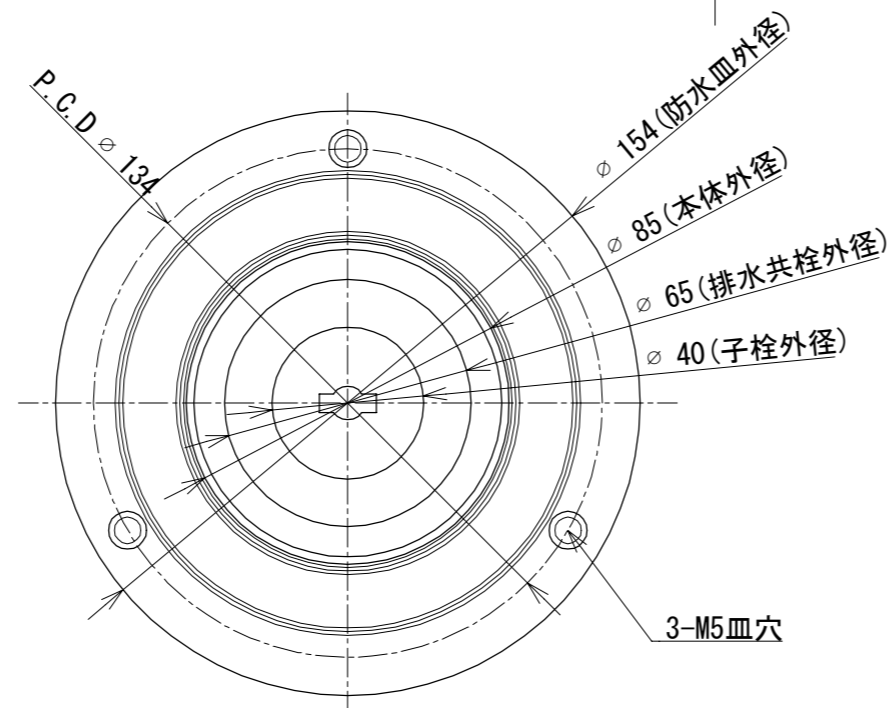 P.C.D ⌀ 134
⌀ 154(防水皿外径)
⌀ 85(本体外径)
⌀ 65(排水共栓外径)
⌀ 40(子栓外径)
3-M5皿穴